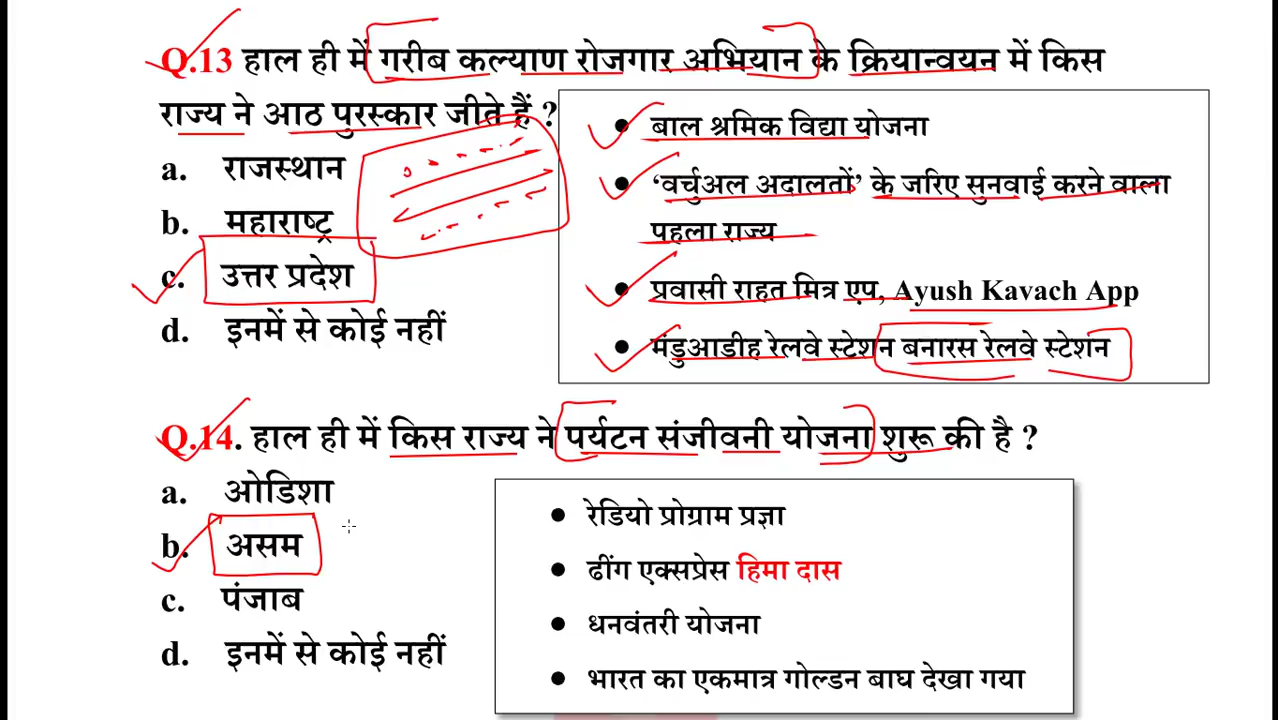 Q.13 हाल ही में गरीब कल्याण रोजगार अभियान के क्रियान्वयन में किस
राज्य ने आठ पुरस्कार जीते हैं ?
a. राजस्थान
b. महाराष्ट्र
c. उत्तर प्रदेश
d. इनमें से कोई नहीं
• बाल श्रमिक विद्या योजना
• ‘वर्चुअल अदालतों’ के जरिए सुनवाई करने वाला
पहला राज्य
• प्रवासी राहत मित्र एप, Ayush Kavach App
• मंडुआडीह रेलवे स्टेशन बनारस रेलवे स्टेशन
Q.14. हाल ही में किस राज्य ने पर्यटन संजीवनी योजना शुरू की है ?
a. ओडिशा
b. असम
c. पंजाब
d. इनमें से कोई नहीं
• रेडियो प्रोग्राम प्रज्ञा
• ढींग एक्सप्रेस हिमा दास
• धनवंतरी योजना
• भारत का एकमात्र गोल्डन बाघ देखा गया